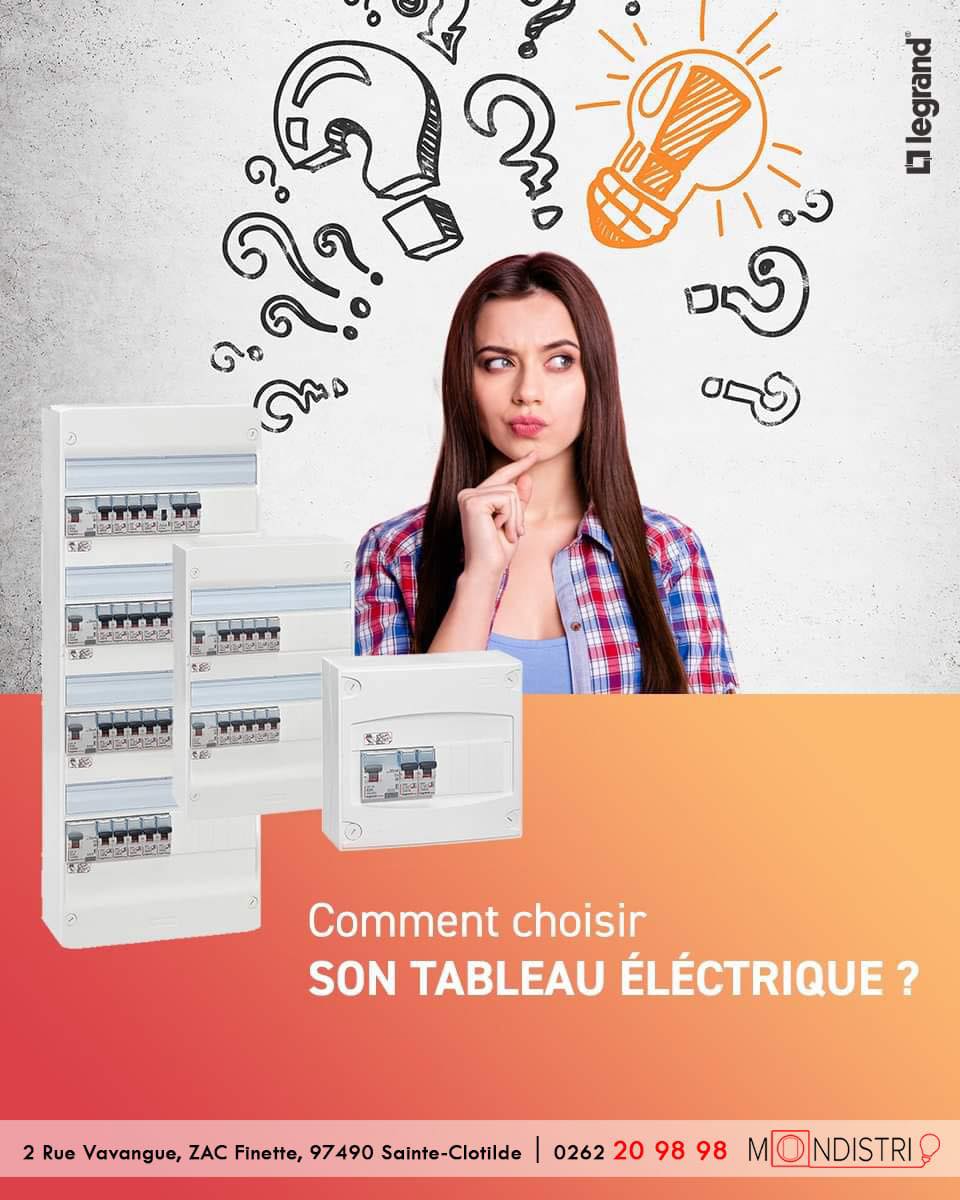 legrand®
Comment choisir
SON TABLEAU ÉLÉCTRIQUE ?
2 Rue Vavangue, ZAC Finette, 97490 Sainte-Clotilde | 0262 20 98 98 MONDISTRI